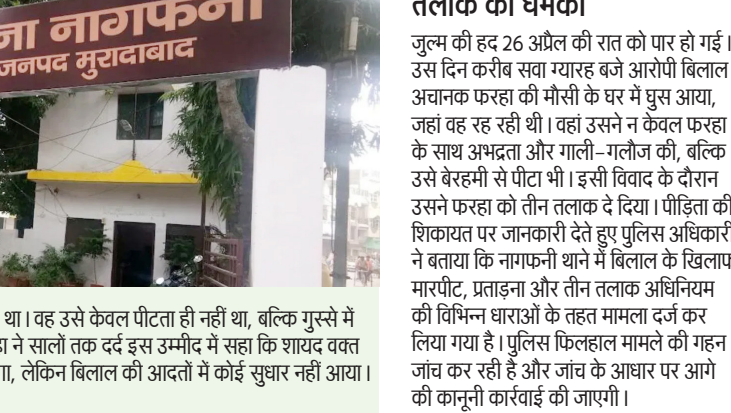 ना नागफनी
जनपद मुरादाबाद
था। वह उसे केवल पीटता ही नहीं था, बल्कि गुस्से में
ने सालों तक दर्द इस उम्मीद में सहा कि शायद वक्त
लेकिन बिलाल की आदतों में कोई सुधार नहीं आया।
तलाक की धमकी
जुल्म की हद 26 अप्रैल की रात को पार हो गई।
उस दिन करीब सवा ग्यारह बजे आरोपी बिलाल
अचानक फरहा की मौसी के घर में घुस आया,
जहां वह रह रही थी। वहां उसने न केवल फरहा
के साथ अभद्रता और गाली-गलौज की, बल्कि
उसे बेरहमी से पीटा भी। इसी विवाद के दौरान
उसने फरहा को तीन तलाक दे दिया। पीड़िता की
शिकायत पर जानकारी देते हुए पुलिस अधिकारी
ने बताया कि नागफनी थाने में बिलाल के खिलाफ
मारपीट, प्रताड़ना और तीन तलाक अधिनियम
की विभिन्न धाराओं के तहत मामला दर्ज कर
लिया गया है। पुलिस फिलहाल मामले की गहन
जांच कर रही है और जांच के आधार पर आगे
की कानूनी कार्रवाई की जाएगी।